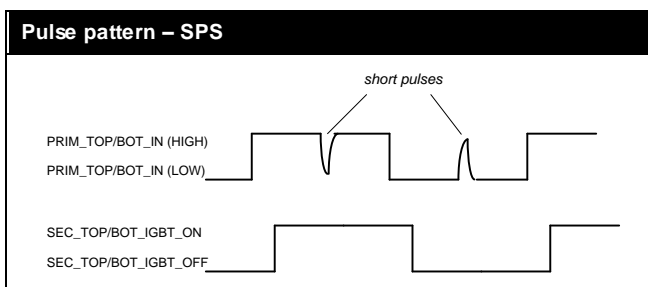 Pulse pattern – SPS
short pulses
PRIM_TOP/BOT_IN (HIGH)
PRIM_TOP/BOT_IN (LOW)
SEC_TOP/BOT_IGBT_ON
SEC_TOP/BOT_IGBT_OFF